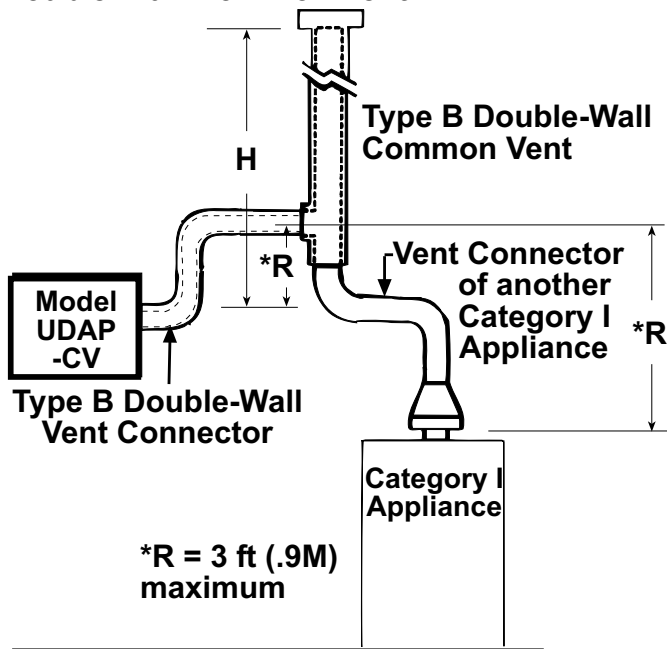 H
Type B Double-Wall
Common Vent
*R
Vent Connector
of another
Category I
Appliance
*R
Model
UDAP
-CV
Type B Double-Wall
Vent Connector
Category I
Appliance
*R = 3 ft (.9M)
maximum